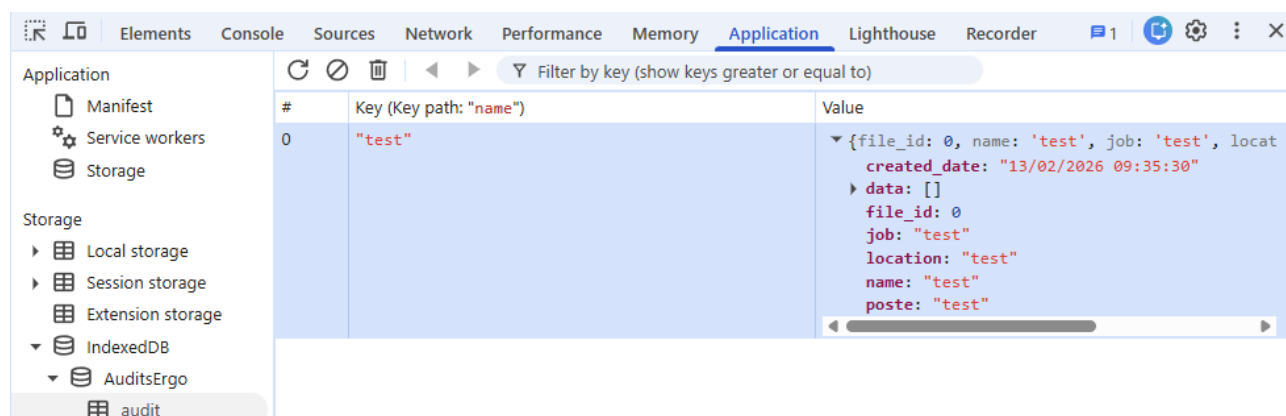 Elements Console Sources Network Performance Memory Application Lighthouse Recorder 1
Application
Manifest
Service workers
Storage
Storage
Local storage
Session storage
Extension storage
IndexedDB
AuditsErgo
audit
Filter by key (show keys greater or equal to)
# Key (Key path: "name") Value
0 "test" {file_id: 0, name: 'test', job: 'test', locat
created_date: "13/02/2026 09:35:30"
data: []
file_id: 0
job: "test"
location: "test"
name: "test"
poste: "test"